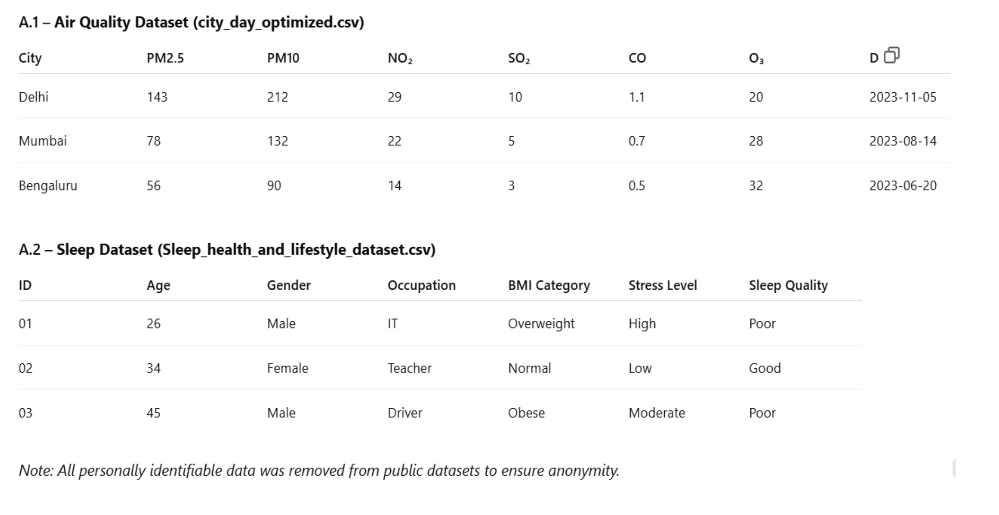 A.1 – Air Quality Dataset (city_day_optimized.csv)
City PM2.5 PM10 NO₂ SO₂ CO O₃ D
Delhi 143 212 29 10 1.1 20 2023-11-05
Mumbai 78 132 22 5 0.7 28 2023-08-14
Bengaluru 56 90 14 3 0.5 32 2023-06-20
A.2 – Sleep Dataset (Sleep_health_and_lifestyle_dataset.csv)
ID Age Gender Occupation BMI Category Stress Level Sleep Quality
01 26 Male IT Overweight High Poor
02 34 Female Teacher Normal Low Good
03 45 Male Driver Obese Moderate Poor
Note: All personally identifiable data was removed from public datasets to ensure anonymity.